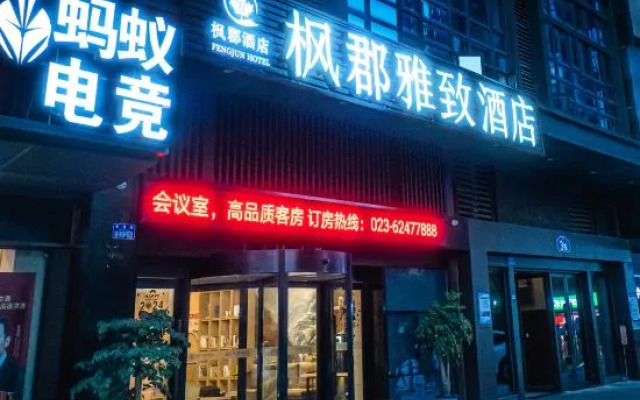 蚂蚁
电竞
枫郡酒店
FENGJUN HOTEL
枫郡雅致酒店
会议室，高品质客房 订房热线：023-62477888
2024